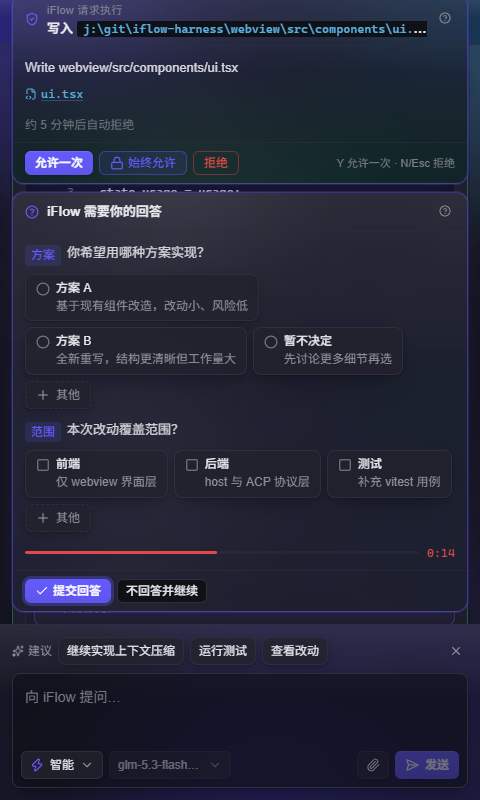 iFlow 请求执行
写入 j:\git\iflow-harness\webview\src\components\ui....
Write webview/src/components/ui.tsx
ui.tsx
约 5 分钟后自动拒绝
允许一次 始终允许 拒绝 Y 允许一次 · N/Esc 拒绝
iFlow 需要你的回答
方案 你希望用哪种方案实现？
方案 A
基于现有组件改造，改动小、风险低
方案 B 暂不决定
全新重写，结构更清晰但工作量大 先讨论更多细节再选
其他
范围 本次改动覆盖范围？
前端 后端 测试
仅 webview 界面层 host 与 ACP 协议层 补充 vitest 用例
其他
0:14
提交回答 不回答并继续
建议 继续实现上下文压缩 运行测试 查看改动
向 iFlow 提问…
智能 glm-5.3-flash… 发送